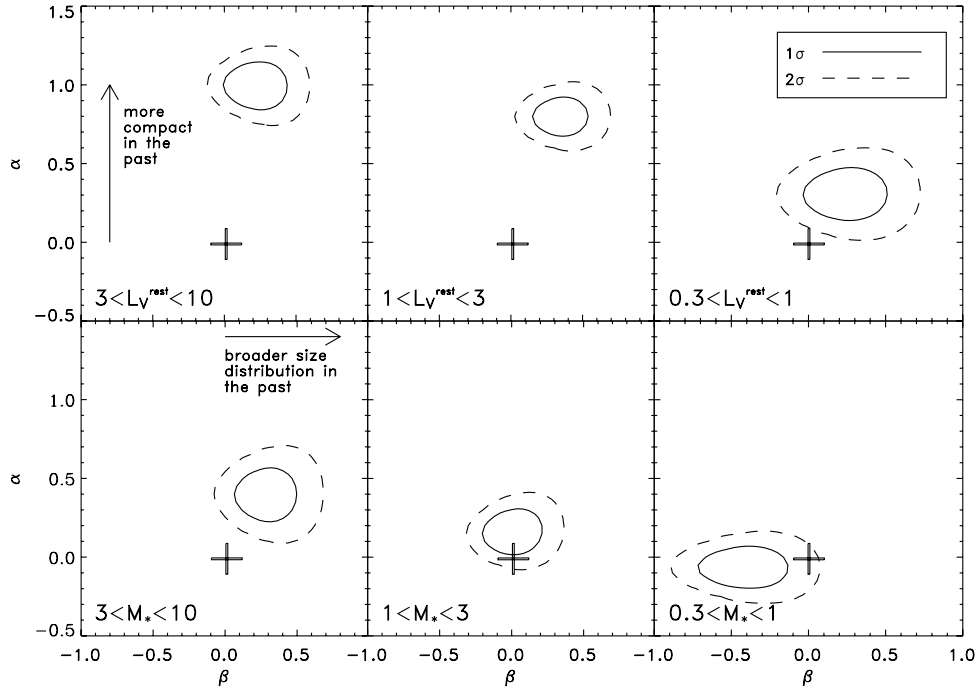 1.5
1.0
0.5
0.0
−0.5
α
more
compact
in the
past
3<L_V^rest<10
1<L_V^rest<3
1σ
2σ
0.3<L_V^rest<1
1.0
0.5
0.0
−0.5
α
broader size
distribution in
the past
3<M_*<10
1<M_*<3
0.3<M_*<1
−1.0 −0.5 0.0 0.5 −1.0 −0.5 0.0 0.5 −1.0 −0.5 0.0 0.5 1.0
β β β